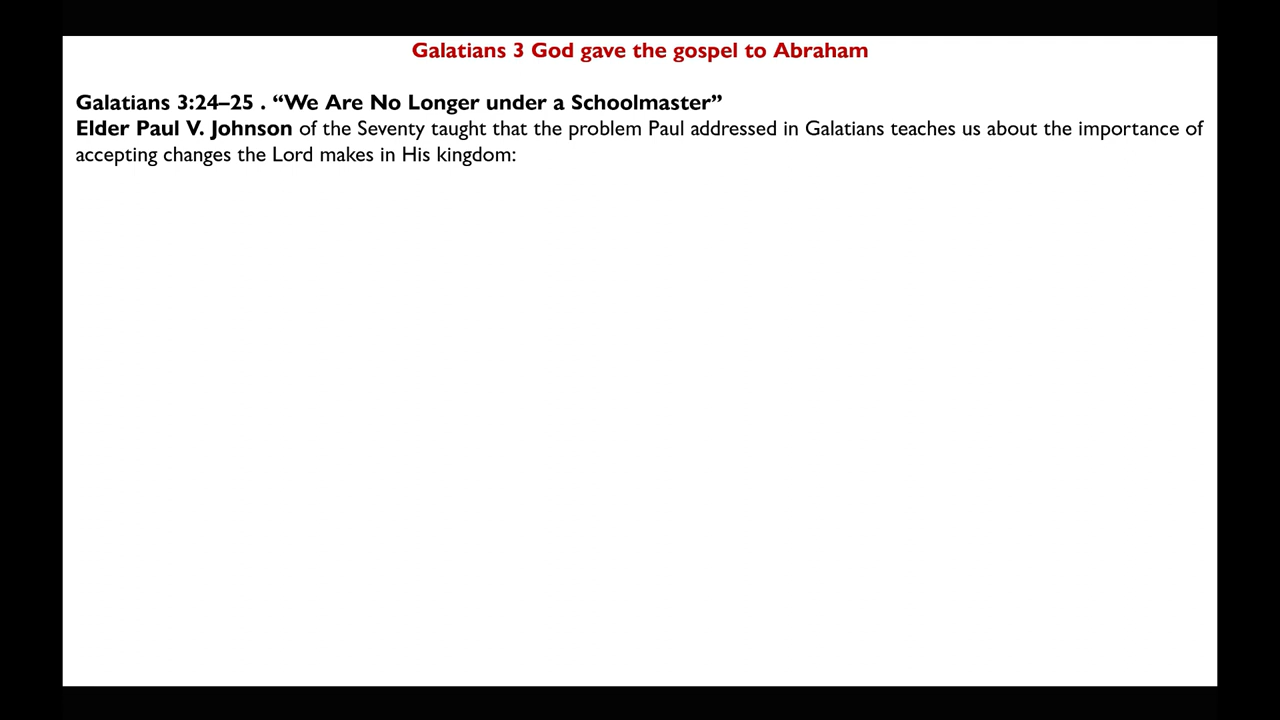 Galatians 3 God gave the gospel to Abraham
Galatians 3:24–25 . “We Are No Longer under a Schoolmaster”
Elder Paul V. Johnson of the Seventy taught that the problem Paul addressed in Galatians teaches us about the importance of
accepting changes the Lord makes in His kingdom: